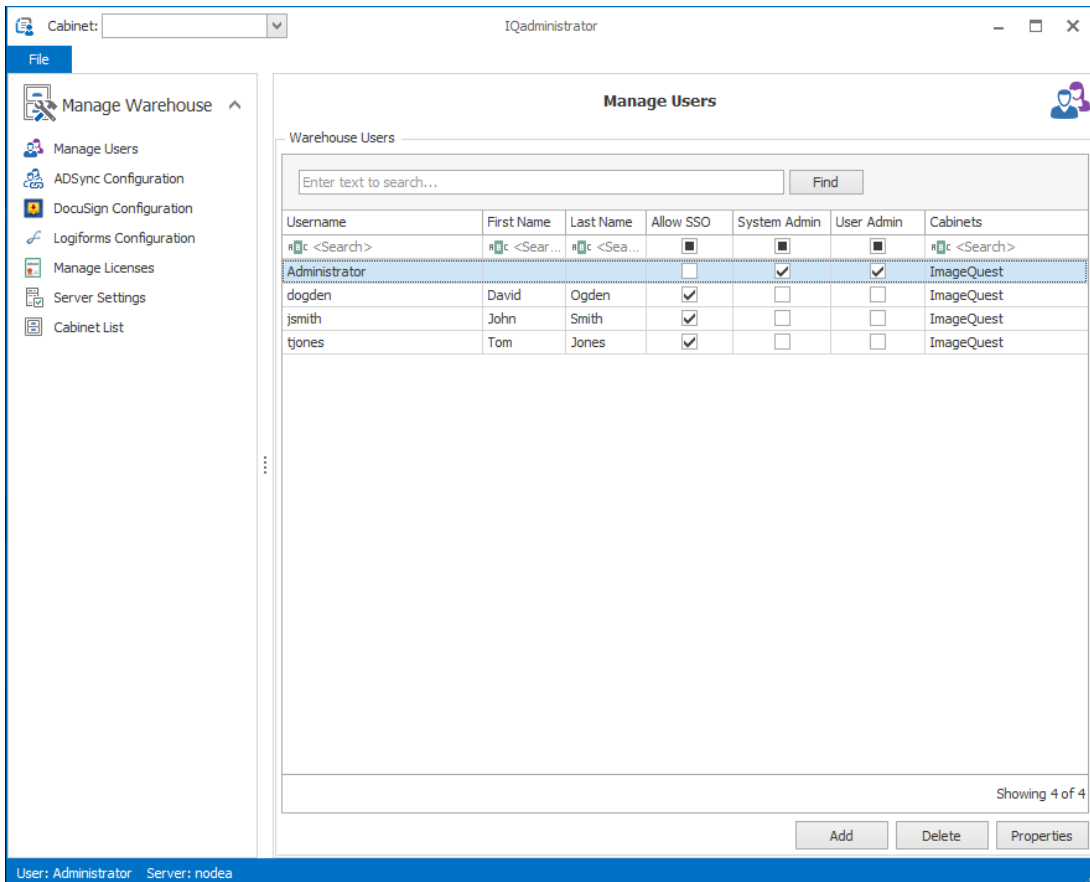 Cabinet:
IQadministrator
File
Manage Warehouse
Manage Users
ADSync Configuration
DocuSign Configuration
Logiforms Configuration
Manage Licenses
Server Settings
Cabinet List
Manage Users
Warehouse Users
Enter text to search... Find
Username First Name Last Name Allow SSO System Admin User Admin Cabinets
<Search> <Sear... <Sea... <Search>
Administrator ImageQuest
dogden David Ogden ImageQuest
jsmith John Smith ImageQuest
tjones Tom Jones ImageQuest
Showing 4 of 4
Add Delete Properties
User: Administrator Server: nodea